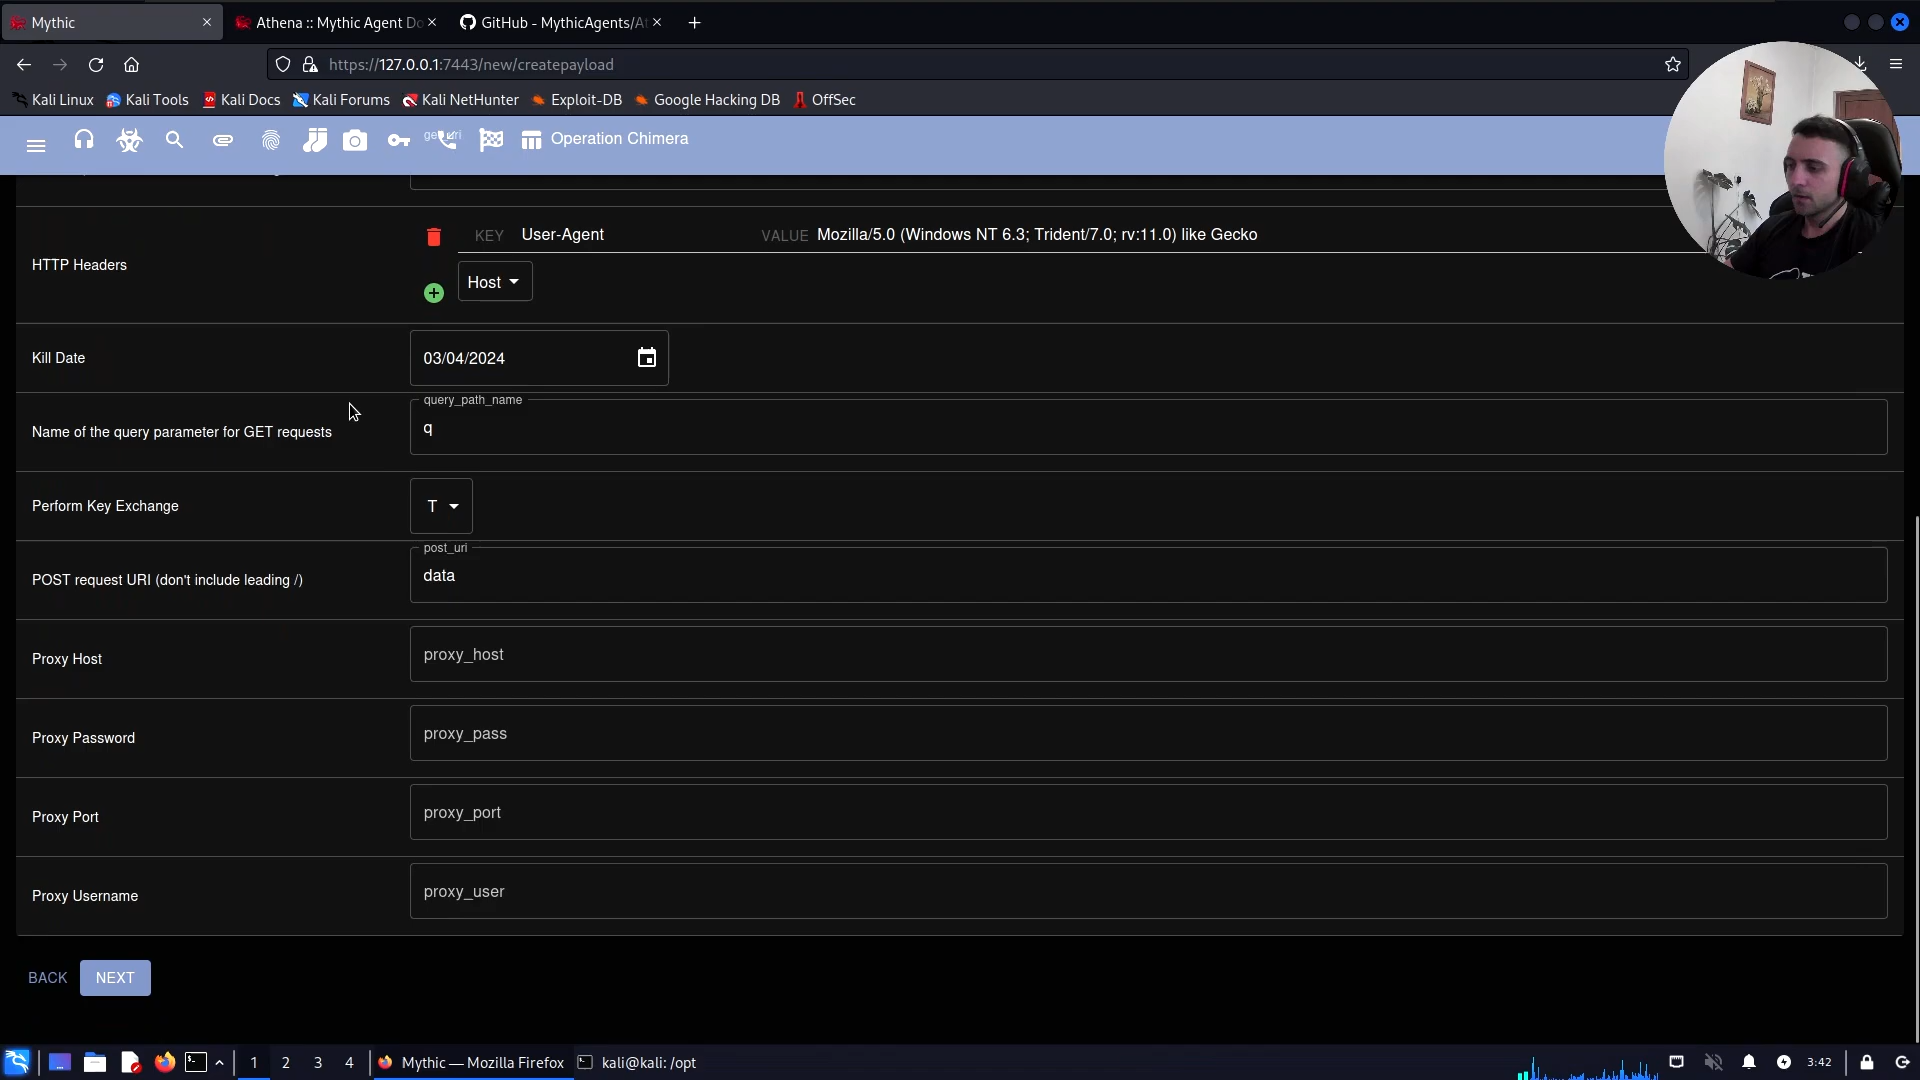 Mythic
Athena :: Mythic Agent Do
GitHub - MythicAgents/At
https://127.0.0.1:7443/new/createpayload
Kali Linux
Kali Tools
Kali Docs
Kali Forums
Kali NetHunter
Exploit-DB
Google Hacking DB
OffSec
Operation Chimera
HTTP Headers
KEY User-Agent
VALUE Mozilla/5.0 (Windows NT 6.3; Trident/7.0; rv:11.0) like Gecko
Host
Kill Date
03/04/2024
Name of the query parameter for GET requests
query_path_name
q
Perform Key Exchange
T
POST request URI (don't include leading /)
post_uri
data
Proxy Host
proxy_host
Proxy Password
proxy_pass
Proxy Port
proxy_port
Proxy Username
proxy_user
BACK
NEXT
1
2
3
4
Mythic — Mozilla Firefox
kali@kali: /opt
3:42